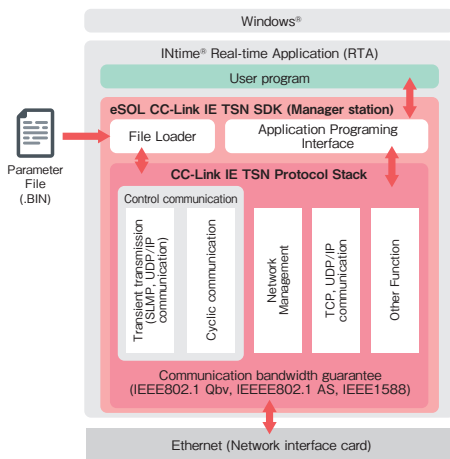 Windows®
INtime® Real-time Application (RTA)
User program
eSOL CC-Link IE TSN SDK (Manager station)
File Loader
Application Programing
Interface
Parameter
File
(.BIN)
CC-Link IE TSN Protocol Stack
Control communication
Transient transmission
(SLMP, UDP/IP
communication)
Cyclic communication
Network
Management
TCP, UDP/IP
communication
Other Function
Communication bandwidth guarantee
(IEEE802.1 Qbv, IEEEE802.1 AS, IEEE1588)
Ethernet (Network interface card)